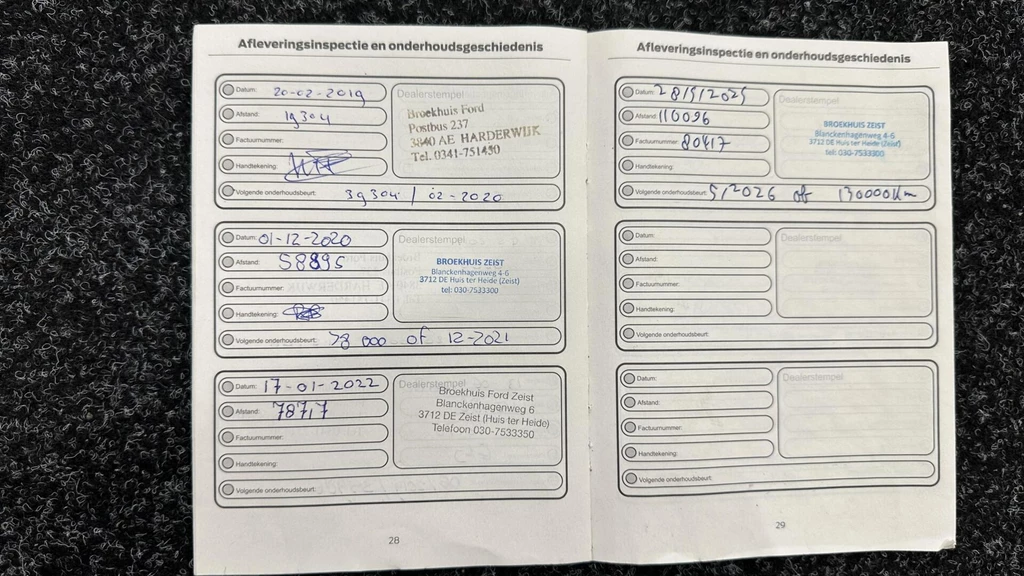 Afleveringsinspectie en onderhoudsgeschiedenis
Datum: 20-02-2019
Afstand: 19304
Factuurnummer:
Handtekening:
Volgende onderhoudsbeurt: 39304 / 02-2020
Dealerstempel
Broekhuis Ford
Postbus 237
3840 AE HARDERWIJK
Tel. 0341-751430
Datum: 01-12-2020
Afstand: 58895
Factuurnummer:
Handtekening:
Volgende onderhoudsbeurt: 78 000 of 12-2021
Dealerstempel
BROEKHUIS ZEIST
Blanckenhagenweg 4-6
3712 DE Huis ter Heide (Zeist)
tel: 030-7533300
Datum: 17-01-2022
Afstand: 78717
Factuurnummer:
Handtekening:
Volgende onderhoudsbeurt:
Dealerstempel
Broekhuis Ford Zeist
Blanckenhagenweg 6
3712 DE Zeist (Huis ter Heide)
Telefoon 030-7533350
28
Afleveringsinspectie en onderhoudsgeschiedenis
Datum: 28/5/2025
Afstand: 110096
Factuurnummer: 80417
Handtekening:
Volgende onderhoudsbeurt: 5/2026 of 130000Km
Dealerstempel
BROEKHUIS ZEIST
Blanckenhagenweg 4-6
3712 DE Huis ter Heide (Zeist)
tel: 030-7533300
Datum:
Afstand:
Factuurnummer:
Handtekening:
Volgende onderhoudsbeurt:
Dealerstempel
Datum:
Afstand:
Factuurnummer:
Handtekening:
Volgende onderhoudsbeurt:
Dealerstempel
29